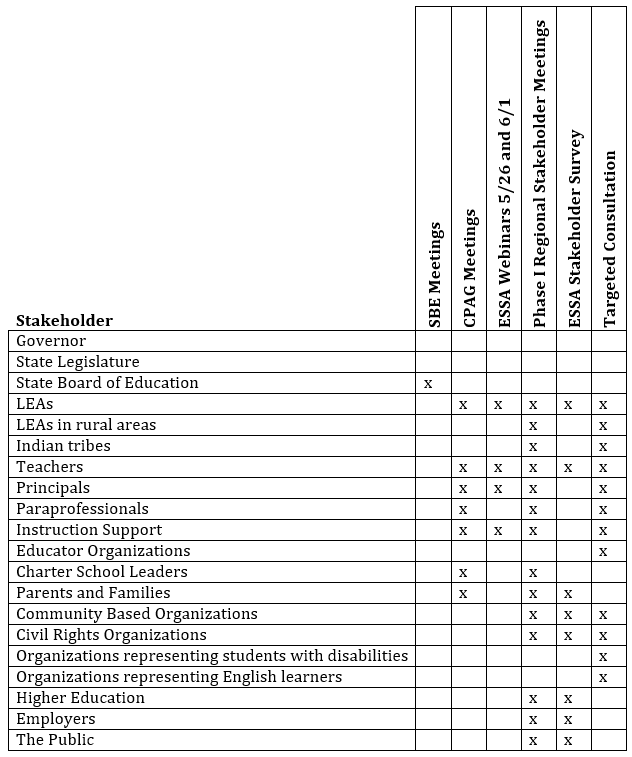 Stakeholder
SBE Meetings
CPAG Meetings
ESSA Webinars 5/26 and 6/1
Phase I Regional Stakeholder Meetings
ESSA Stakeholder Survey
Targeted Consultation
Governor
State Legislature
State Board of Education x
LEAs x x x x x
LEAs in rural areas x x
Indian tribes x x
Teachers x x x x x
Principals x x x x
Paraprofessionals x x x
Instruction Support x x x x
Educator Organizations x
Charter School Leaders x x
Parents and Families x x x
Community Based Organizations x x x
Civil Rights Organizations x x x
Organizations representing students with disabilities x
Organizations representing English learners x
Higher Education x x
Employers x x
The Public x x